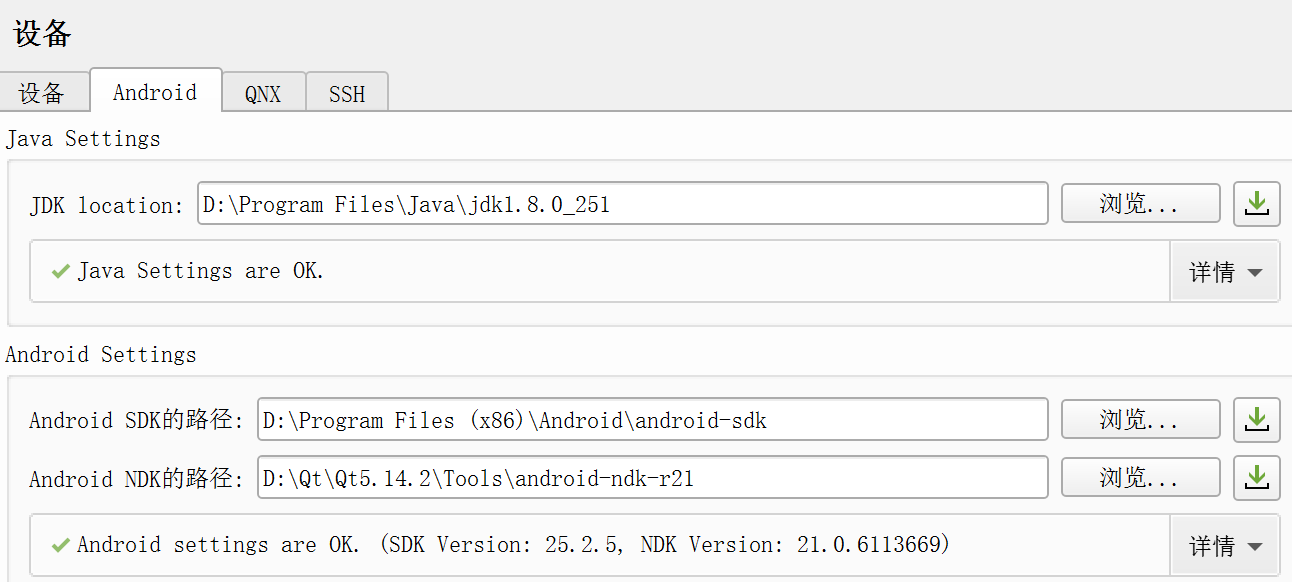 设备
设备 Android QNX SSH
Java Settings
JDK location: D:\Program Files\Java\jdk1.8.0_251 浏览...
Java Settings are OK. 详情
Android Settings
Android SDK的路径: D:\Program Files (x86)\Android\android-sdk 浏览...
Android NDK的路径: D:\Qt\Qt5.14.2\Tools\android-ndk-r21 浏览...
Android settings are OK. (SDK Version: 25.2.5, NDK Version: 21.0.6113669) 详情